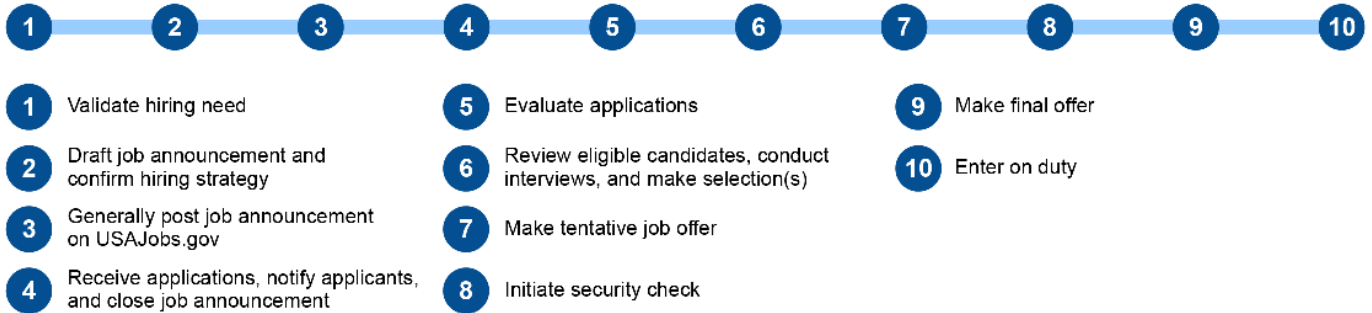 1 2 3 4 5 6 7 8 9 10
1 Validate hiring need
2 Draft job announcement and
confirm hiring strategy
3 Generally post job announcement
on USAJobs.gov
4 Receive applications, notify applicants,
and close job announcement
5 Evaluate applications
6 Review eligible candidates, conduct
interviews, and make selection(s)
7 Make tentative job offer
8 Initiate security check
9 Make final offer
10 Enter on duty